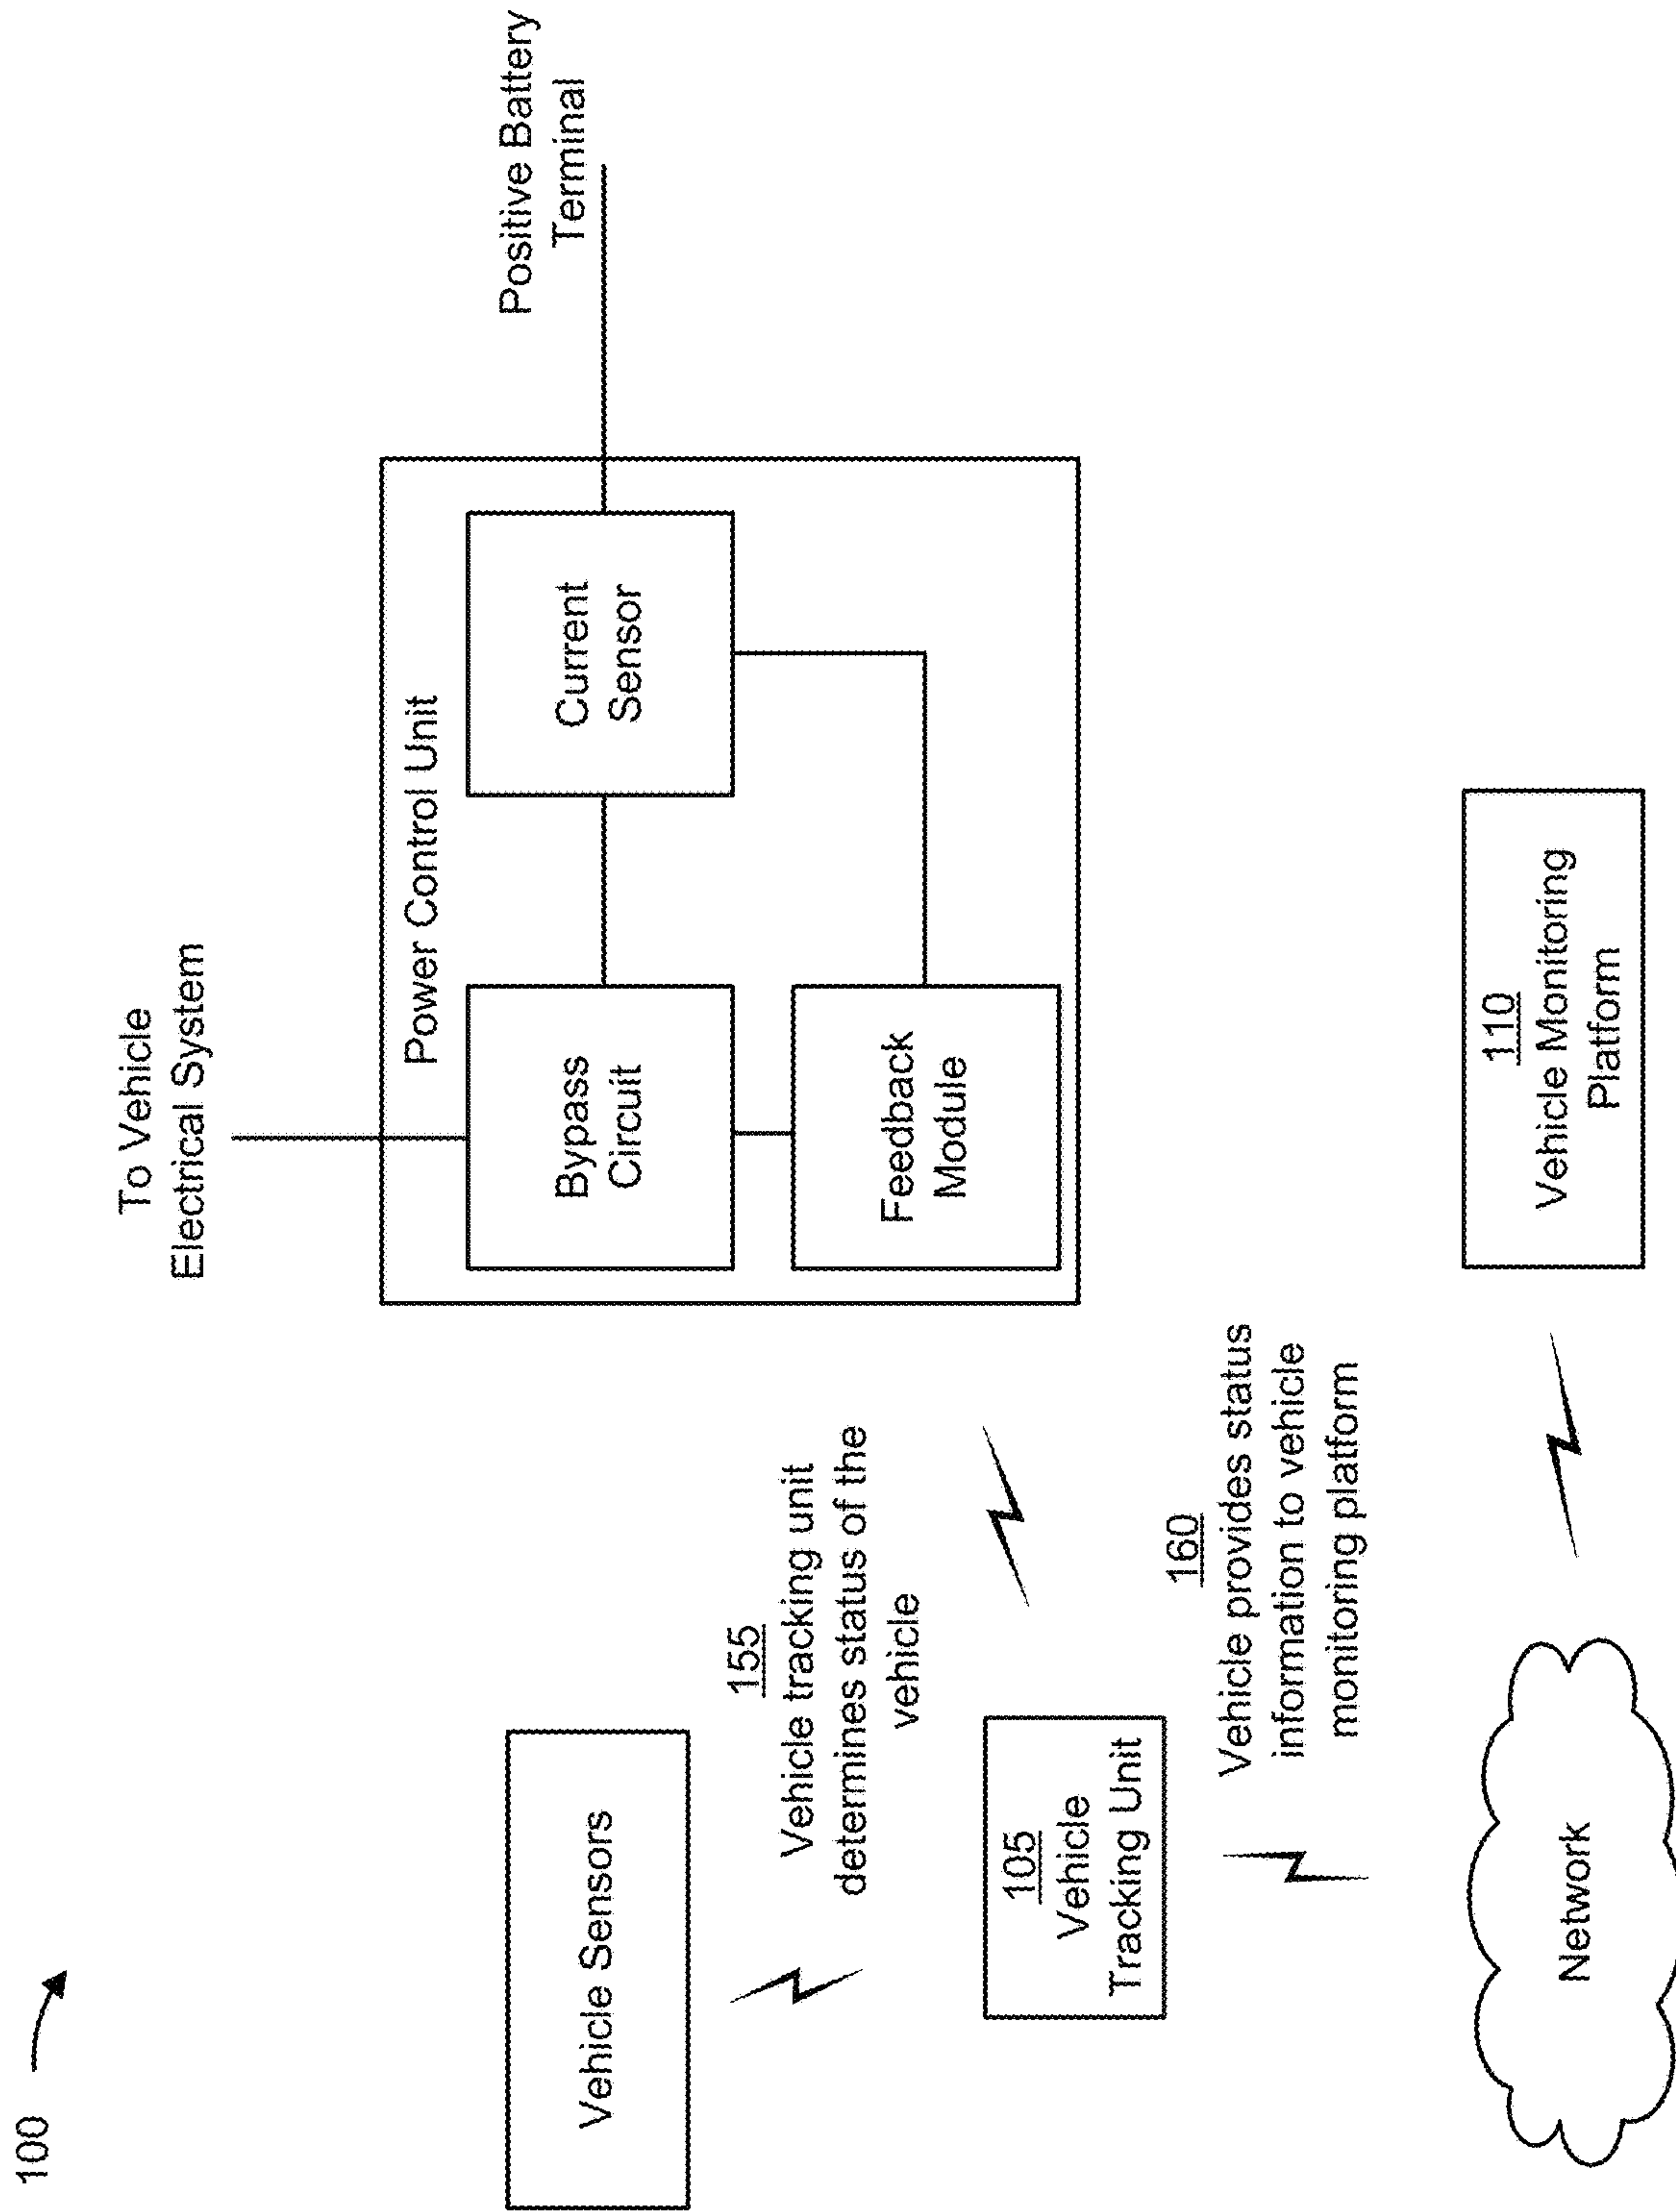 100
To Vehicle
Electrical System
Positive Battery
Terminal
Power Control Unit
Bypass
Circuit
Current
Sensor
Feedback
Module
Vehicle Sensors
155
Vehicle tracking unit
determines status of the
vehicle
105
Vehicle
Tracking Unit
160
Vehicle provides status
information to vehicle
monitoring platform
Network
110
Vehicle Monitoring
Platform